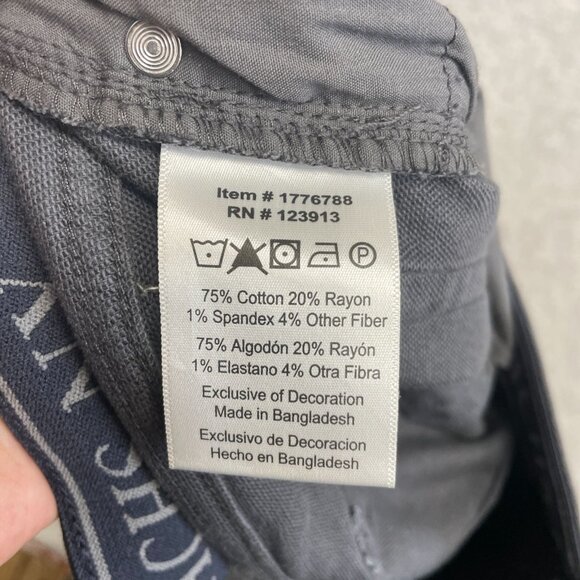 Item # 1776788
RN # 123913
P
75% Cotton 20% Rayon
1% Spandex 4% Other Fiber
75% Algodón 20% Rayón
1% Elastano 4% Otra Fibra
Exclusive of Decoration
Made in Bangladesh
Exclusivo de Decoracion
Hecho en Bangladesh